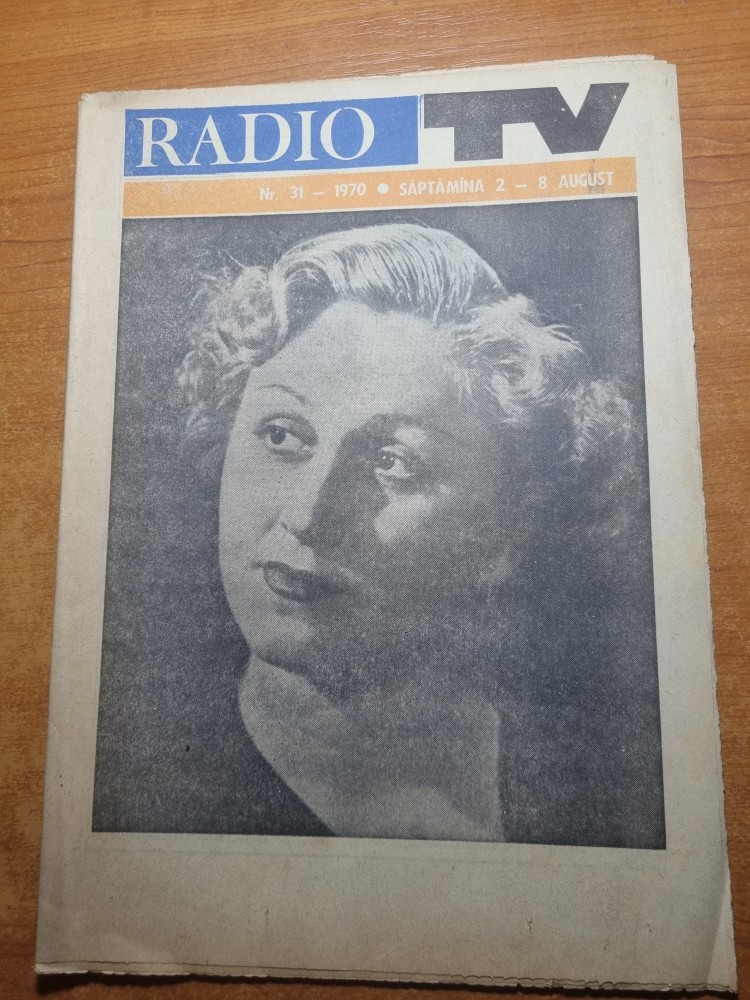 RADIO TV
Nr. 31 — 1970 ● SĂPTĂMÎNA 2 — 8 AUGUST